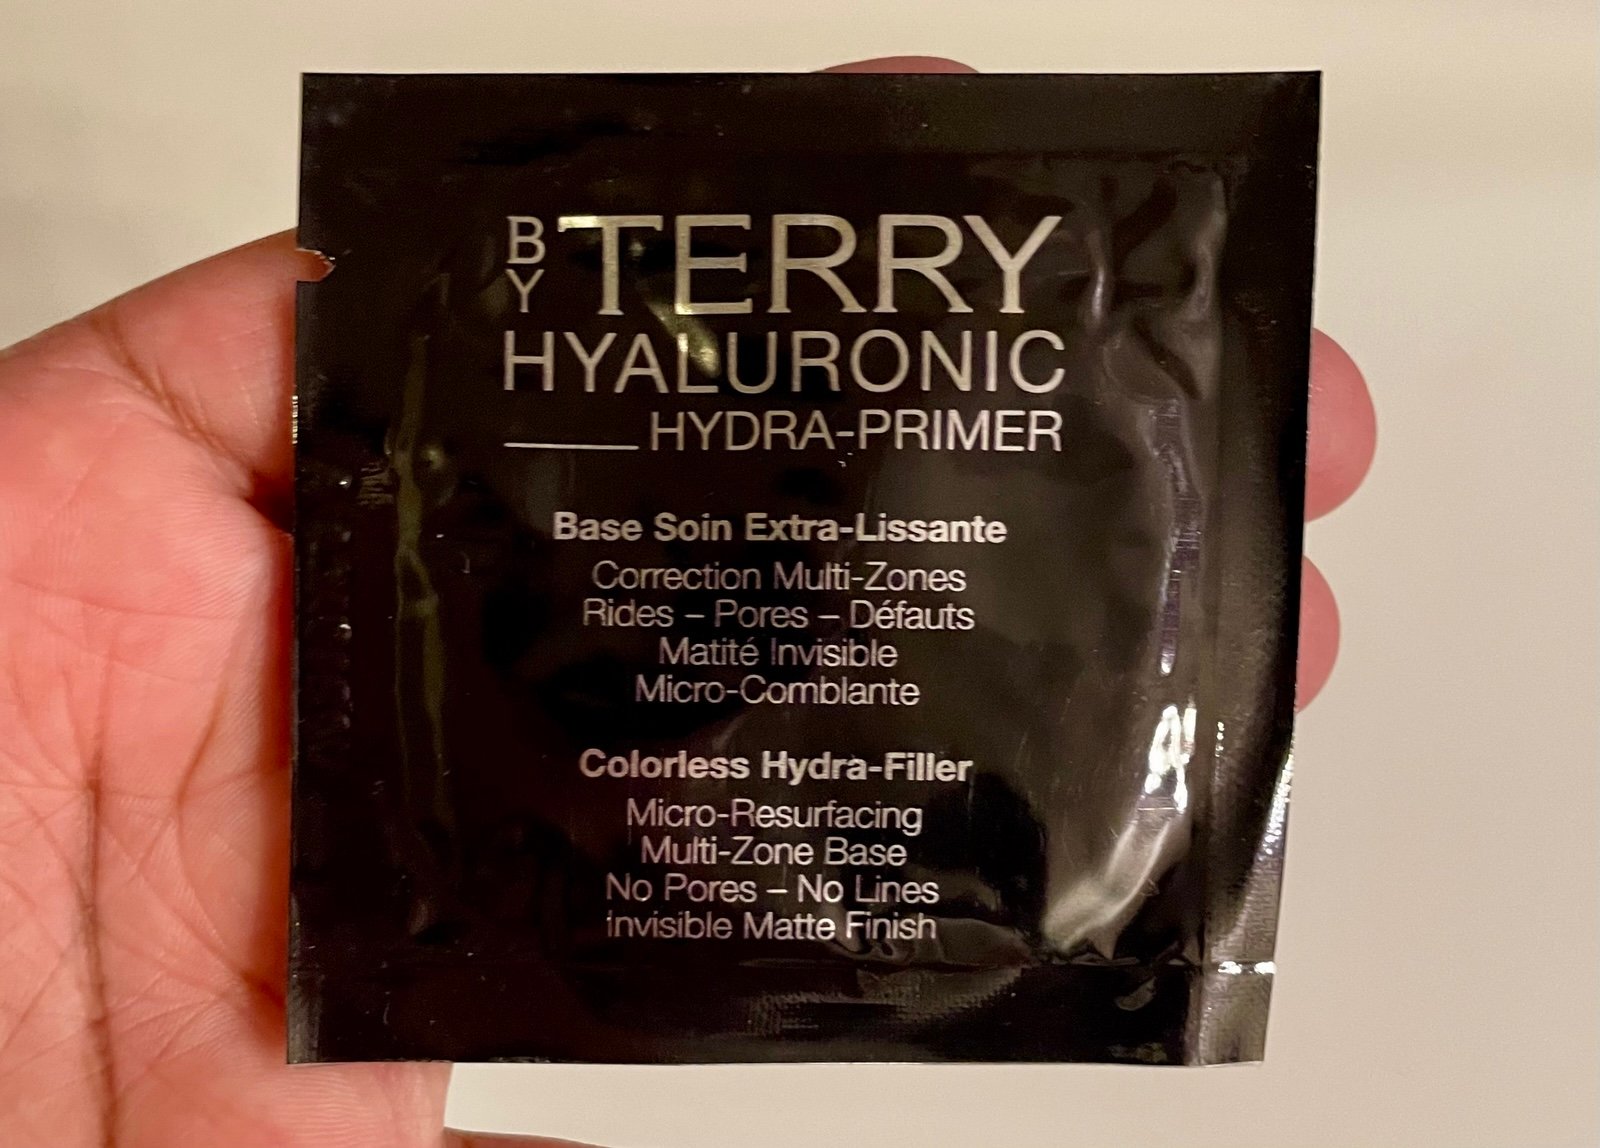 BY TERRY
HYALURONIC
HYDRA-PRIMER
Base Soin Extra-Lissante
Correction Multi-Zones
Rides – Pores – Défauts
Matité Invisible
Micro-Comblante
Colorless Hydra-Filler
Micro-Resurfacing
Multi-Zone Base
No Pores – No Lines
Invisible Matte Finish